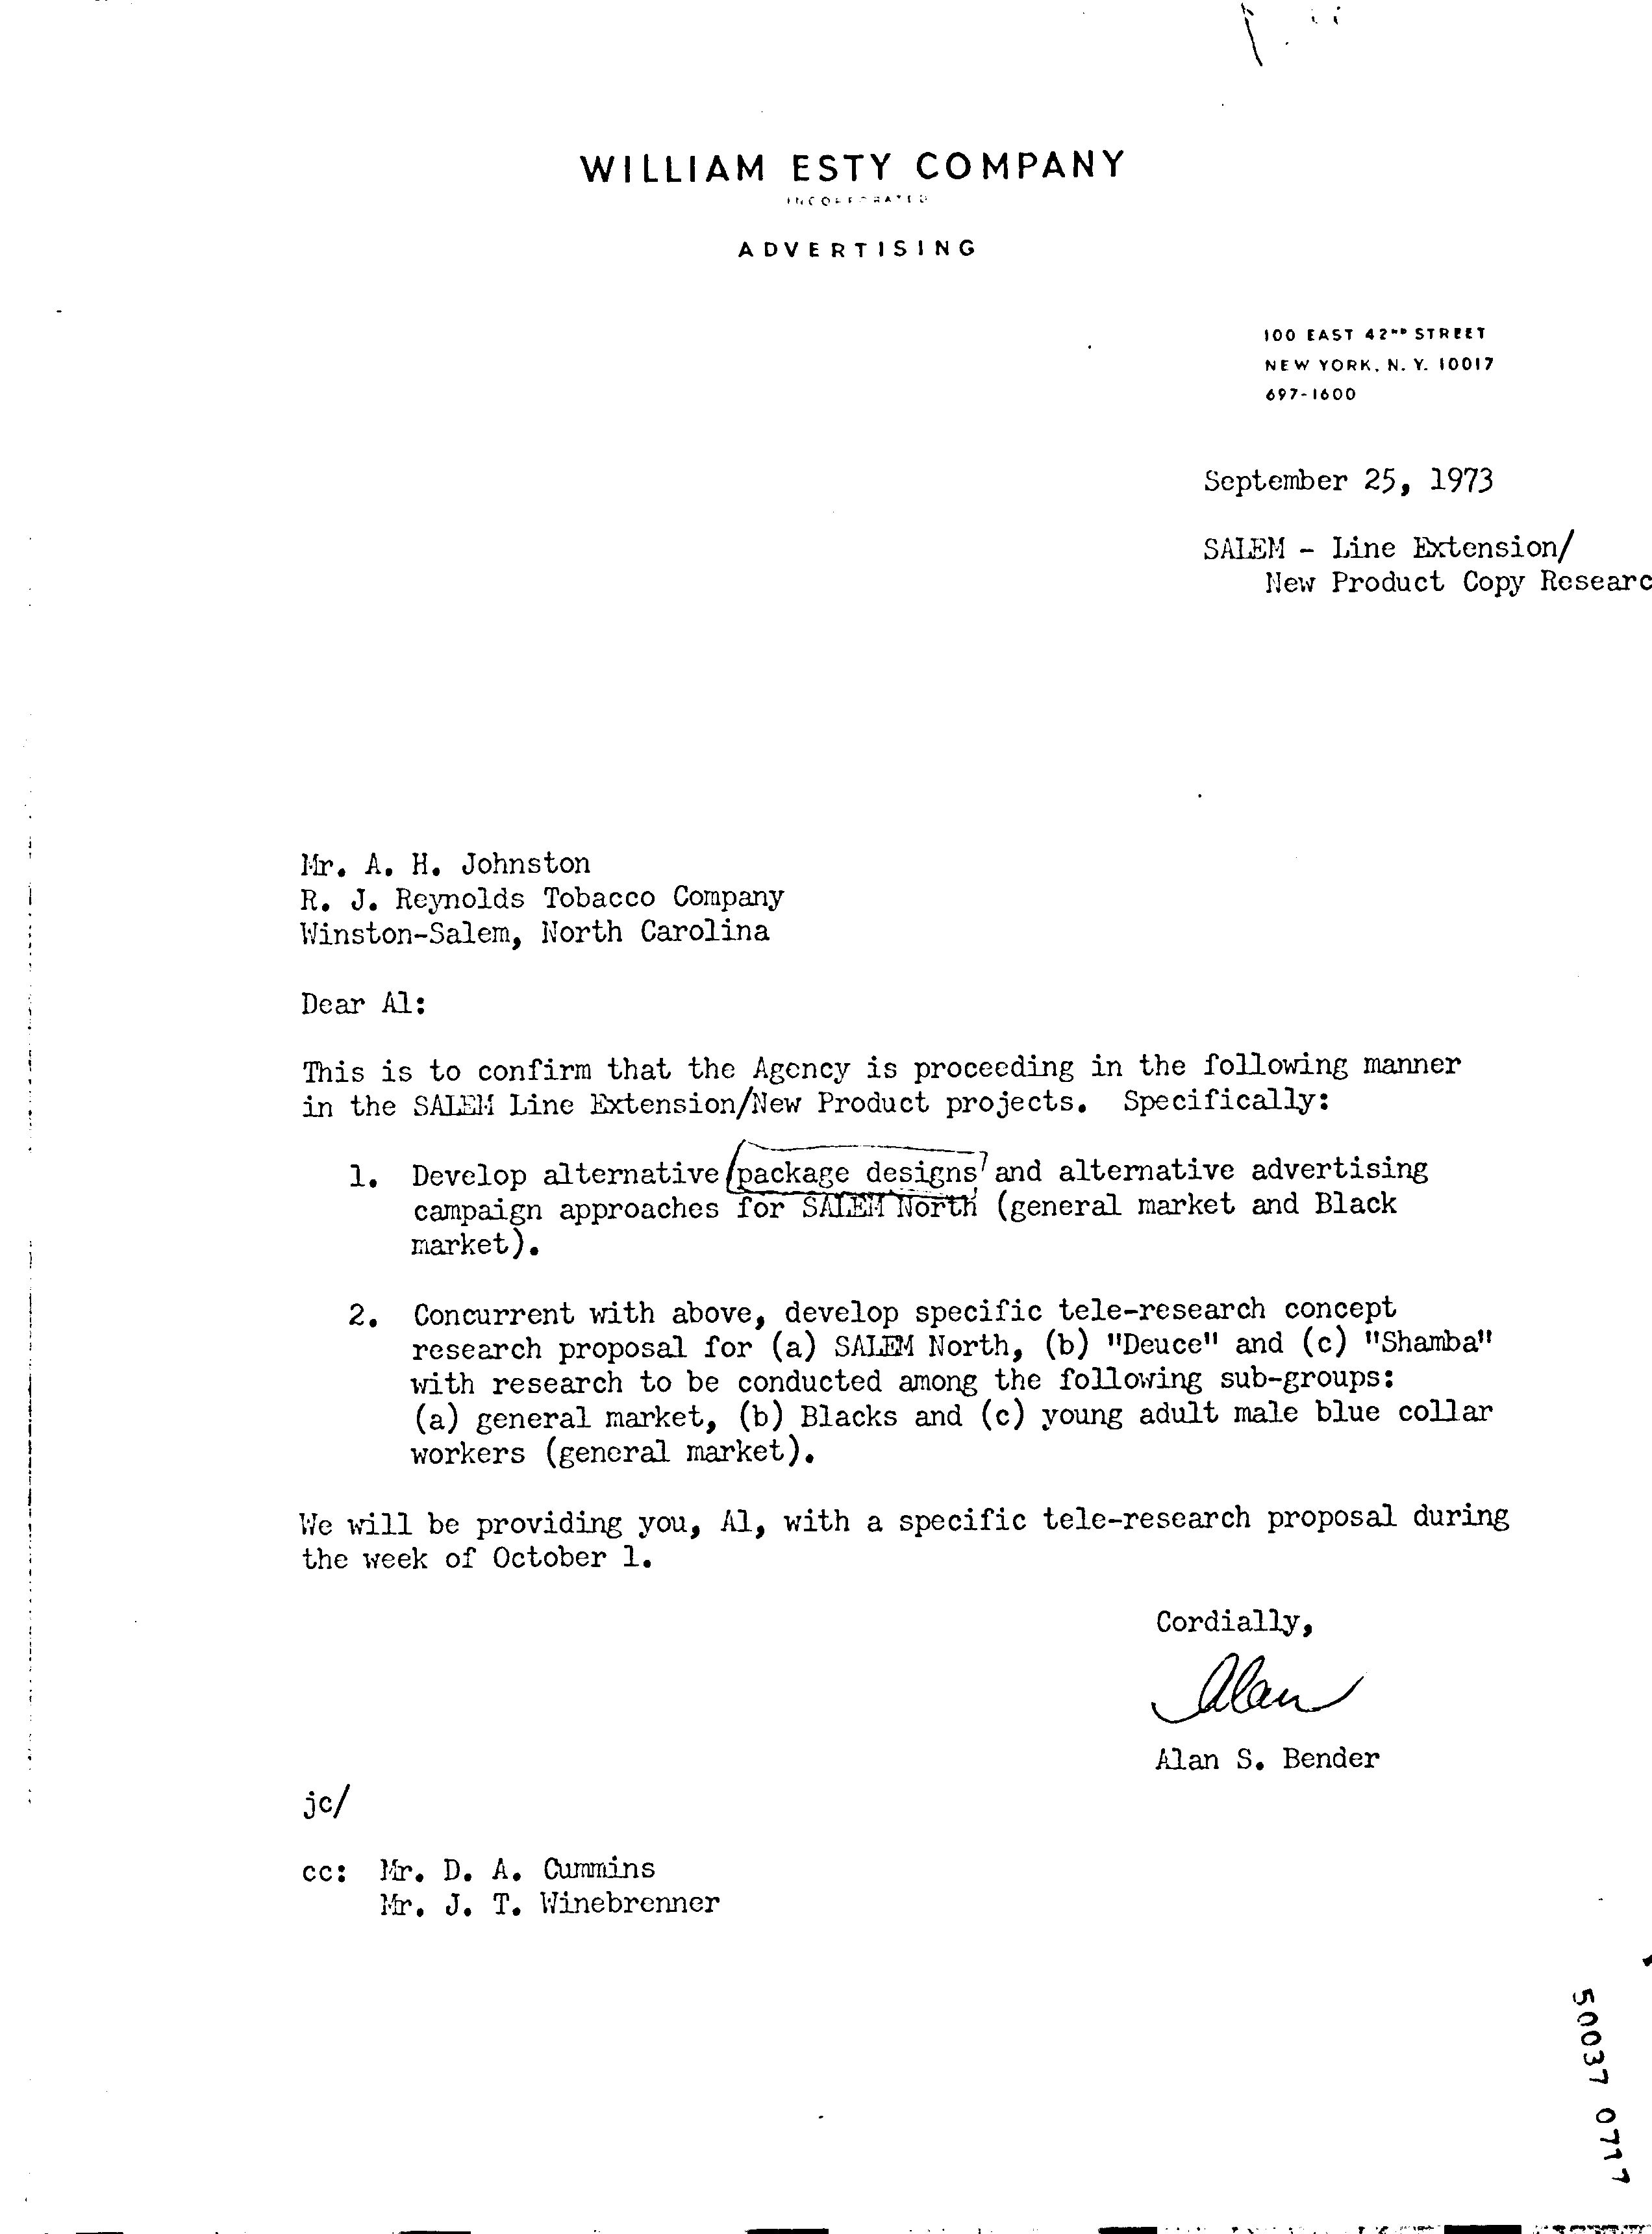 WILLIAM ESTY COMPANY
INCORPORATED
ADVERTISING
100 EAST 42ND STREET
NEW YORK, N. Y. 10017
697-1600
September 25, 1973
SALEM - Line Extension/
New Product Copy Researc
Mr. A. H. Johnston
R. J. Reynolds Tobacco Company
Winston-Salem, North Carolina
Dear Al:
This is to confirm that the Agency is proceeding in the following manner
in the SALEM Line Extension/New Product projects. Specifically:
1. Develop alternative package designs and alternative advertising
campaign approaches for SALEM North (general market and Black
market).
2. Concurrent with above, develop specific tele-research concept
research proposal for (a) SALEM North, (b) "Deuce" and (c) "Shamba"
with research to be conducted among the following sub-groups:
(a) general market, (b) Blacks and (c) young adult male blue collar
workers (general market).
We will be providing you, Al, with a specific tele-research proposal during
the week of October 1.
Cordially,
Alan
Alan S. Bender
jc/
cc: Mr. D. A. Cummins
Mr. J. T. Winebrenner
50037 0717